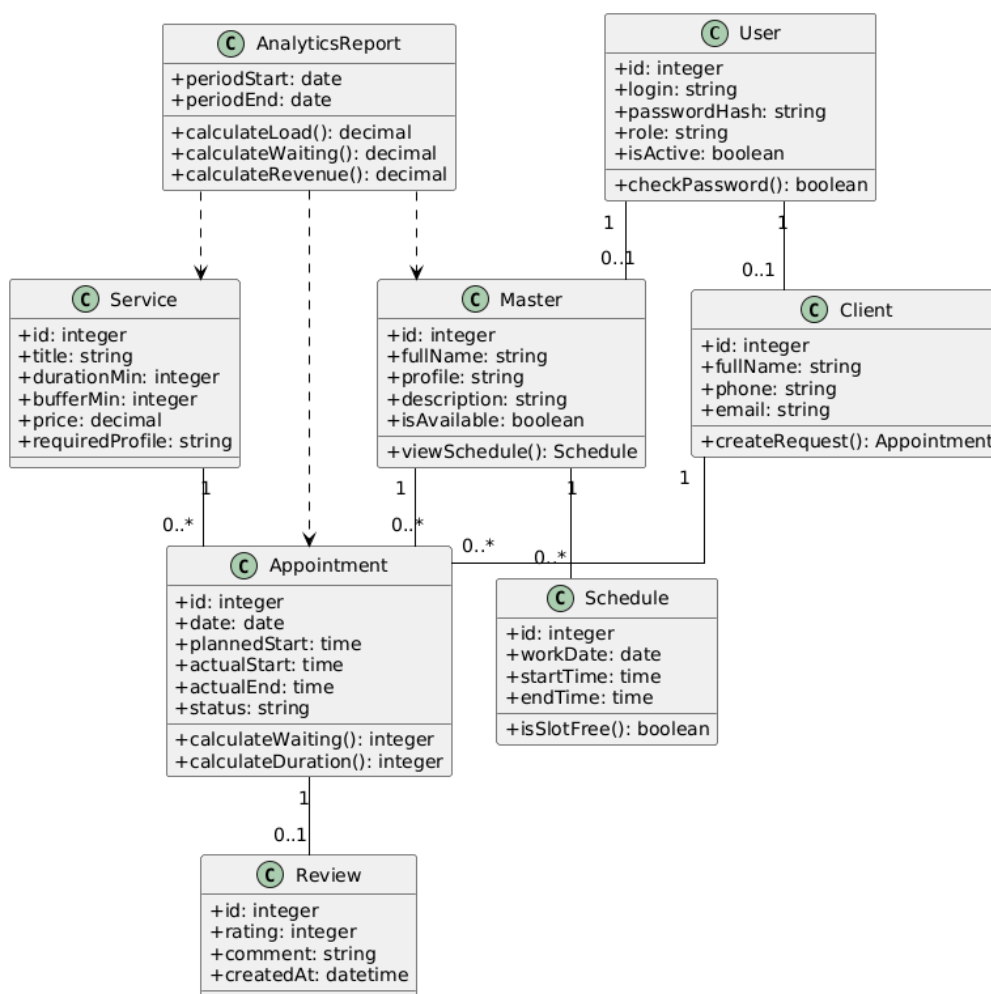 C AnalyticsReport
+periodStart: date
+periodEnd: date
+calculateLoad(): decimal
+calculateWaiting(): decimal
+calculateRevenue(): decimal
C User
+id: integer
+login: string
+passwordHash: string
+role: string
+isActive: boolean
+checkPassword(): boolean
1
0..1
1
0..1
C Service
+id: integer
+title: string
+durationMin: integer
+bufferMin: integer
+price: decimal
+requiredProfile: string
C Master
+id: integer
+fullName: string
+profile: string
+description: string
+isAvailable: boolean
+viewSchedule(): Schedule
C Client
+id: integer
+fullName: string
+phone: string
+email: string
+createRequest(): Appointment
1
0..*
1
0..*
1
0..*
1
0..*
C Appointment
+id: integer
+date: date
+plannedStart: time
+actualStart: time
+actualEnd: time
+status: string
+calculateWaiting(): integer
+calculateDuration(): integer
C Schedule
+id: integer
+workDate: date
+startTime: time
+endTime: time
+isSlotFree(): boolean
1
0..1
C Review
+id: integer
+rating: integer
+comment: string
+createdAt: datetime